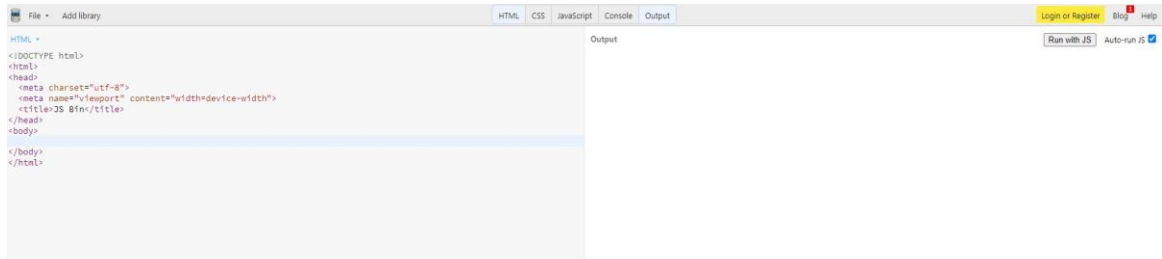 File Add library HTML CSS JavaScript Console Output Login or Register Blog 1 Help
HTML Output Run with JS Auto-run JS
<!DOCTYPE html>
<html>
<head>
  <meta charset="utf-8">
  <meta name="viewport" content="width=device-width">
  <title>JS Bin</title>
</head>
<body>
</body>
</html>